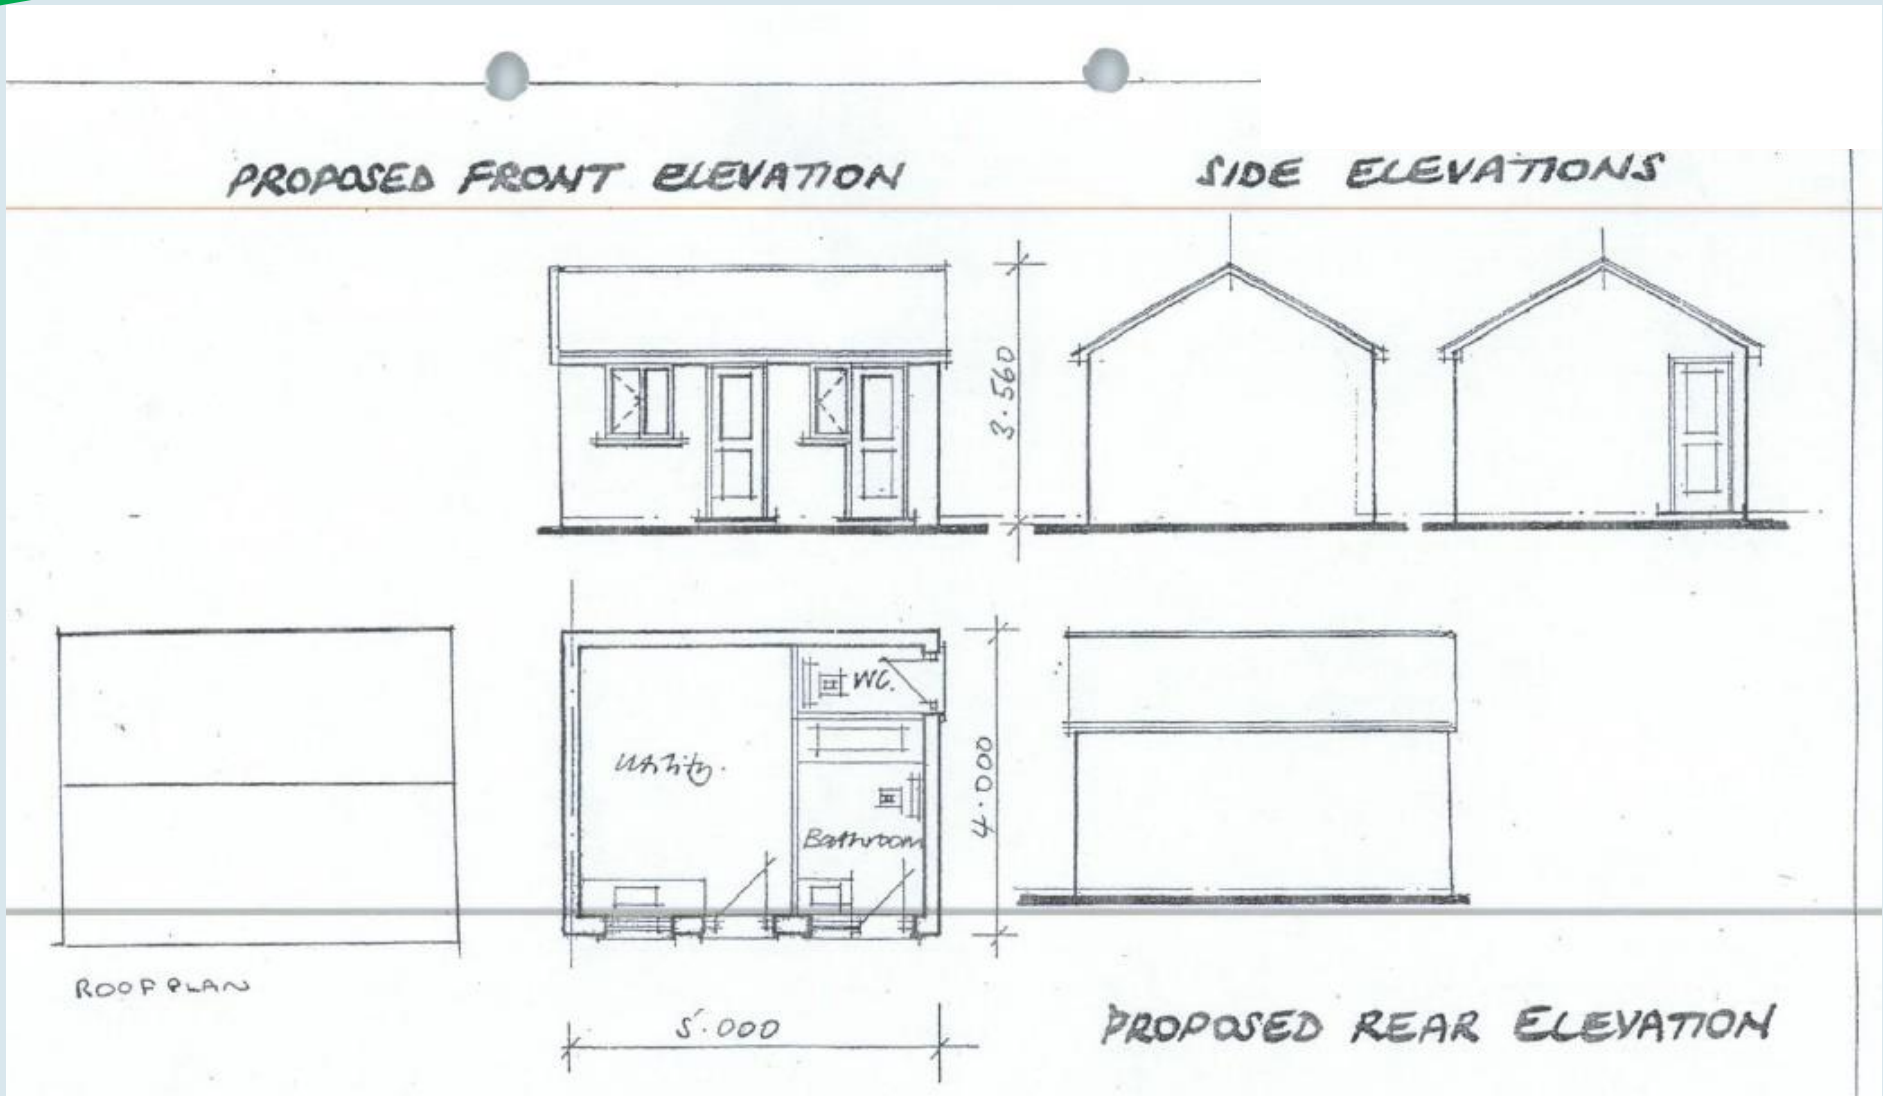 PROPOSED FRONT ELEVATION
SIDE ELEVATIONS
3.560
WC.
Utility.
Bathroom
4.000
ROOF PLAN
5.000
PROPOSED REAR ELEVATION